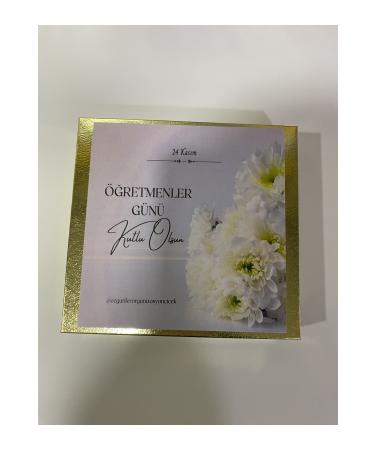 24 Kasım
ÖĞRETMENLER
GÜNÜ
Kutlu Olsun